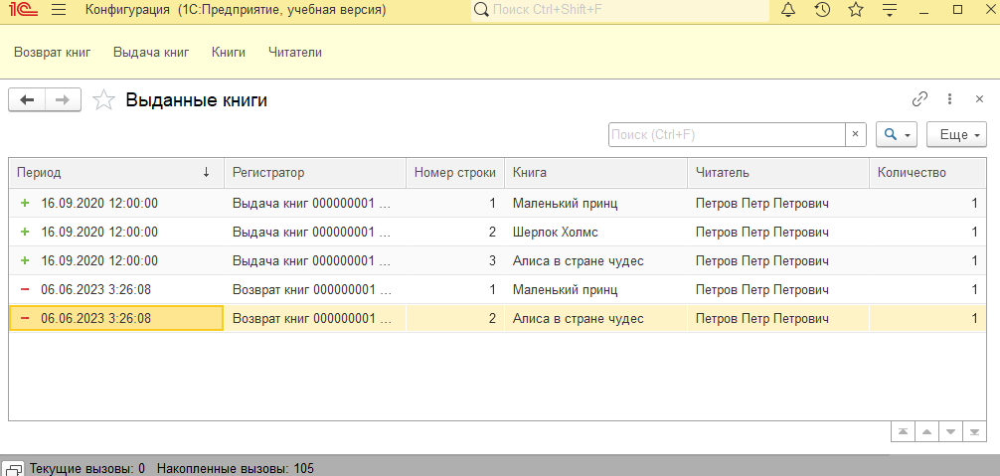 1С Конфигурация (1С:Предприятие, учебная версия) Поиск Ctrl+Shift+F
Возврат книг Выдача книг Книги Читатели
Выданные книги
Поиск (Ctrl+F) × Еще
Период ↓ Регистратор Номер строки Книга Читатель Количество
+ 16.09.2020 12:00:00 Выдача книг 000000001 ... 1 Маленький принц Петров Петр Петрович 1
+ 16.09.2020 12:00:00 Выдача книг 000000001 ... 2 Шерлок Холмс Петров Петр Петрович 1
+ 16.09.2020 12:00:00 Выдача книг 000000001 ... 3 Алиса в стране чудес Петров Петр Петрович 1
− 06.06.2023 3:26:08 Возврат книг 000000001 ... 1 Маленький принц Петров Петр Петрович 1
− 06.06.2023 3:26:08 Возврат книг 000000001 ... 2 Алиса в стране чудес Петров Петр Петрович 1
Текущие вызовы: 0 Накопленные вызовы: 105